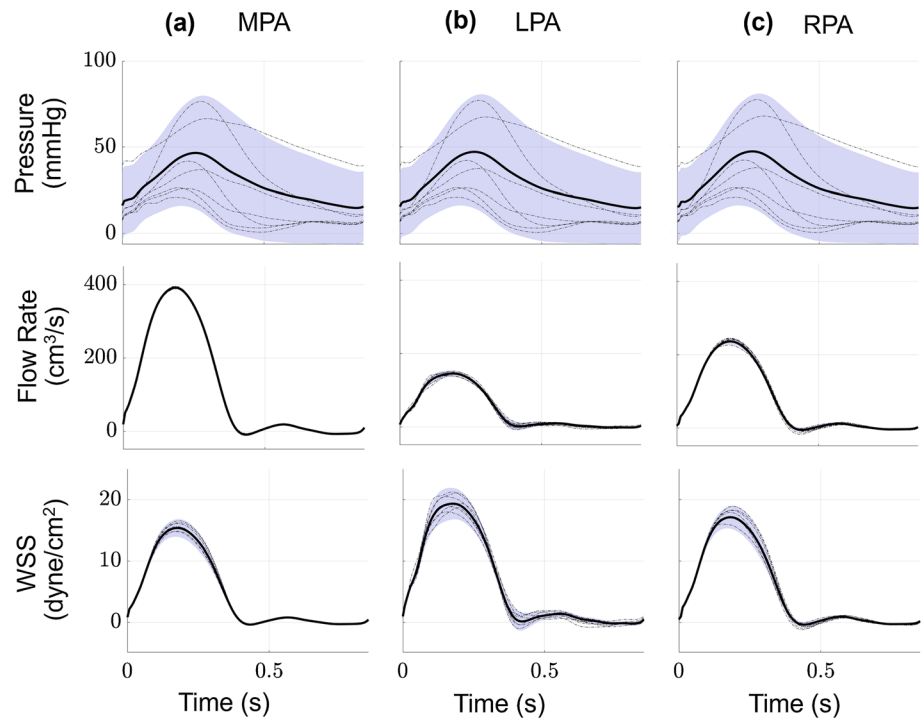 (a) MPA (b) LPA (c) RPA
Pressure
(mmHg)
100
50
0
Flow Rate
(cm³/s)
400
200
0
WSS
(dyne/cm²)
20
10
0
0 0.5 0 0.5 0 0.5
Time (s) Time (s) Time (s)